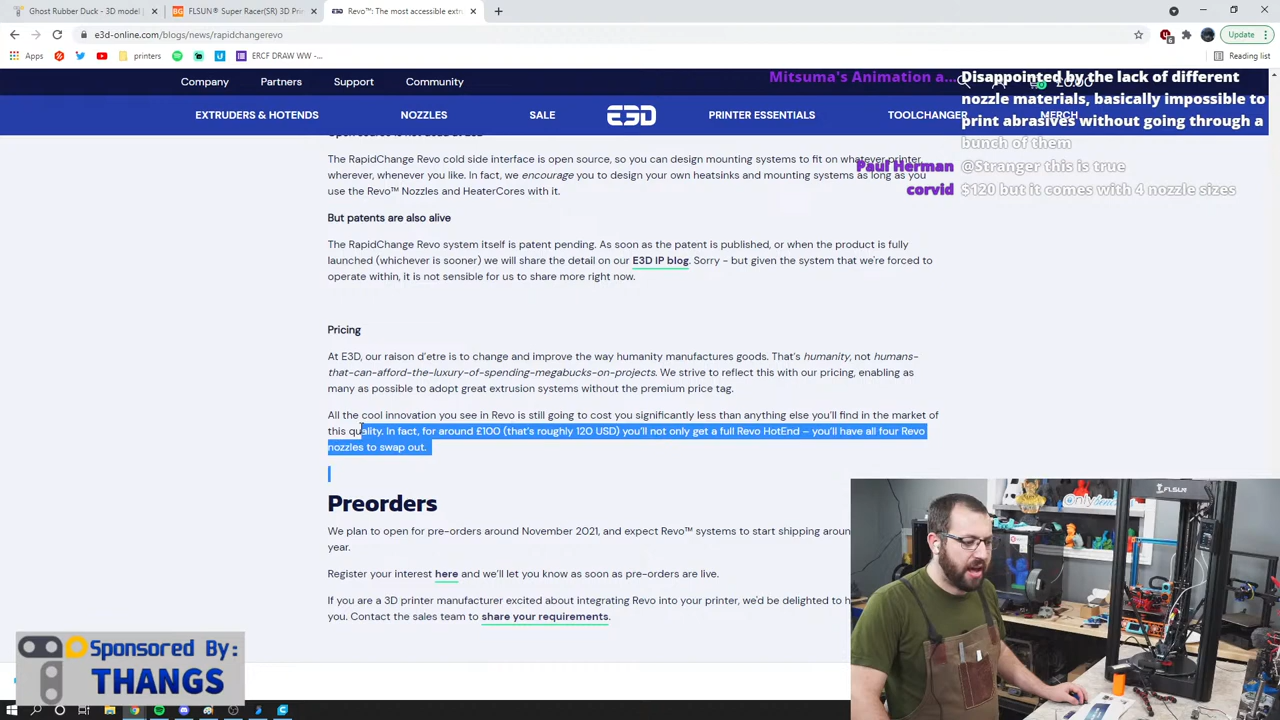 Ghost Rubber Duck - 3D model
FLSUN® Super Racer(SR) 3D Pri
Revo™: The most accessible ext
e3d-online.com/blogs/news/rapidchangerevo
Update
Apps
printers
ERCF DRAW WW -...
Reading list
Company
Partners
Support
Community
£0.00
EXTRUDERS & HOTENDS
NOZZLES
SALE
E3D
PRINTER ESSENTIALS
TOOLCHANGER
MERCH
Mitsuma's Animation a...
Disappointed by the lack of different
nozzle materials, basically impossible to
print abrasives without going through a
bunch of them
Paul Herman
@Stranger this is true
corvid
$120 but it comes with 4 nozzle sizes
Open source is not dead at E3D
The RapidChange Revo cold side interface is open source, so you can design mounting systems to fit on whatever printer,
wherever, whenever you like. In fact, we encourage you to design your own heatsinks and mounting systems as long as you
use the Revo™ Nozzles and HeaterCores with it.
But patents are also alive
The RapidChange Revo system itself is patent pending. As soon as the patent is published, or when the product is fully
launched (whichever is sooner) we will share the detail on our E3D IP blog. Sorry - but given the system that we're forced to
operate within, it is not sensible for us to share more right now.
Pricing
At E3D, our raison d'etre is to change and improve the way humanity manufactures goods. That's humanity, not humans-
that-can-afford-the-luxury-of-spending-megabucks-on-projects. We strive to reflect this with our pricing, enabling as
many as possible to adopt great extrusion systems without the premium price tag.
All the cool innovation you see in Revo is still going to cost you significantly less than anything else you'll find in the market of
this quality. In fact, for around £100 (that's roughly 120 USD) you'll not only get a full Revo HotEnd – you'll have all four Revo
nozzles to swap out.
Preorders
We plan to open for pre-orders around November 2021, and expect Revo™ systems to start shipping around
year.
Register your interest here and we'll let you know as soon as pre-orders are live.
If you are a 3D printer manufacturer excited about integrating Revo into your printer, we'd be delighted to h
you. Contact the sales team to share your requirements.
FLSUN
Only
Sponsored By:
THANGS